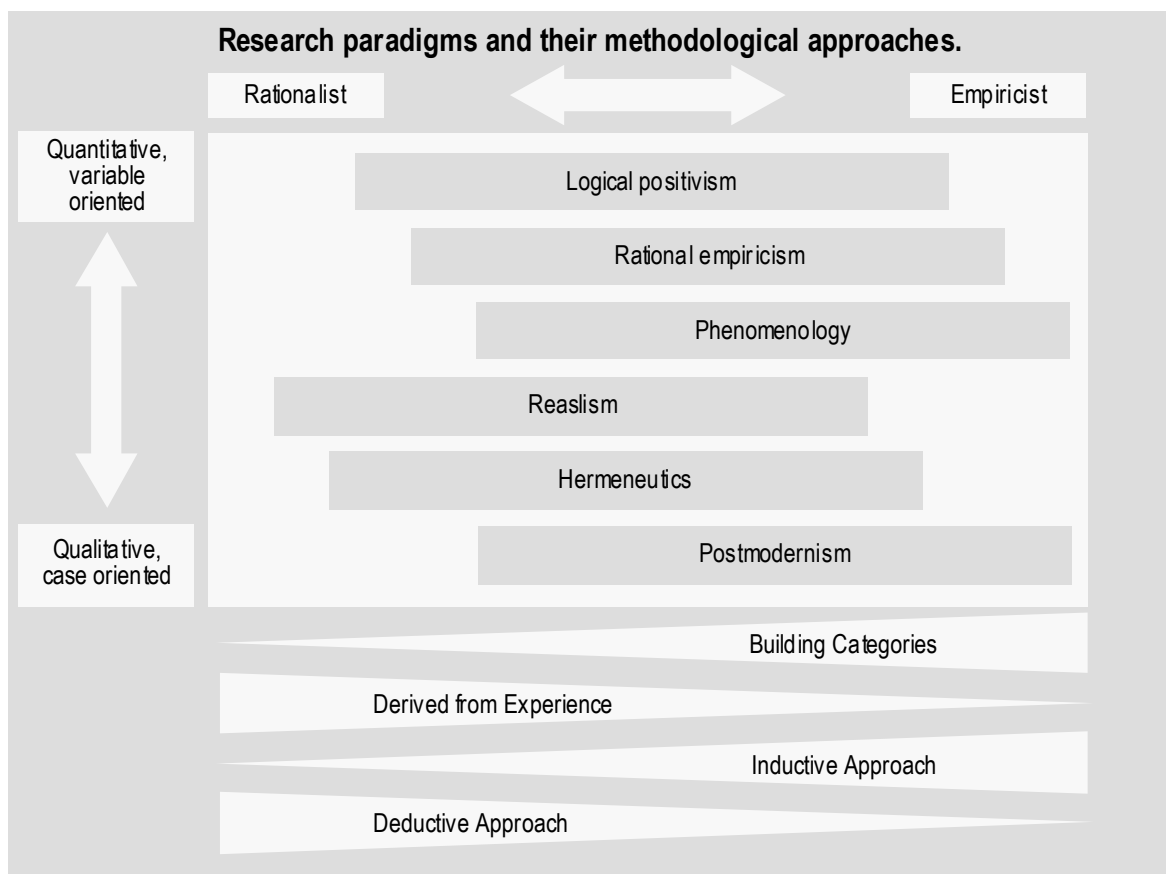 Research paradigms and their methodological approaches.
Rationalist
Empiricist
Quantitative,
variable
oriented
Logical positivism
Rational empiricism
Phenomenology
Reaslism
Hermeneutics
Qualitative,
case oriented
Postmodernism
Building Categories
Derived from Experience
Inductive Approach
Deductive Approach